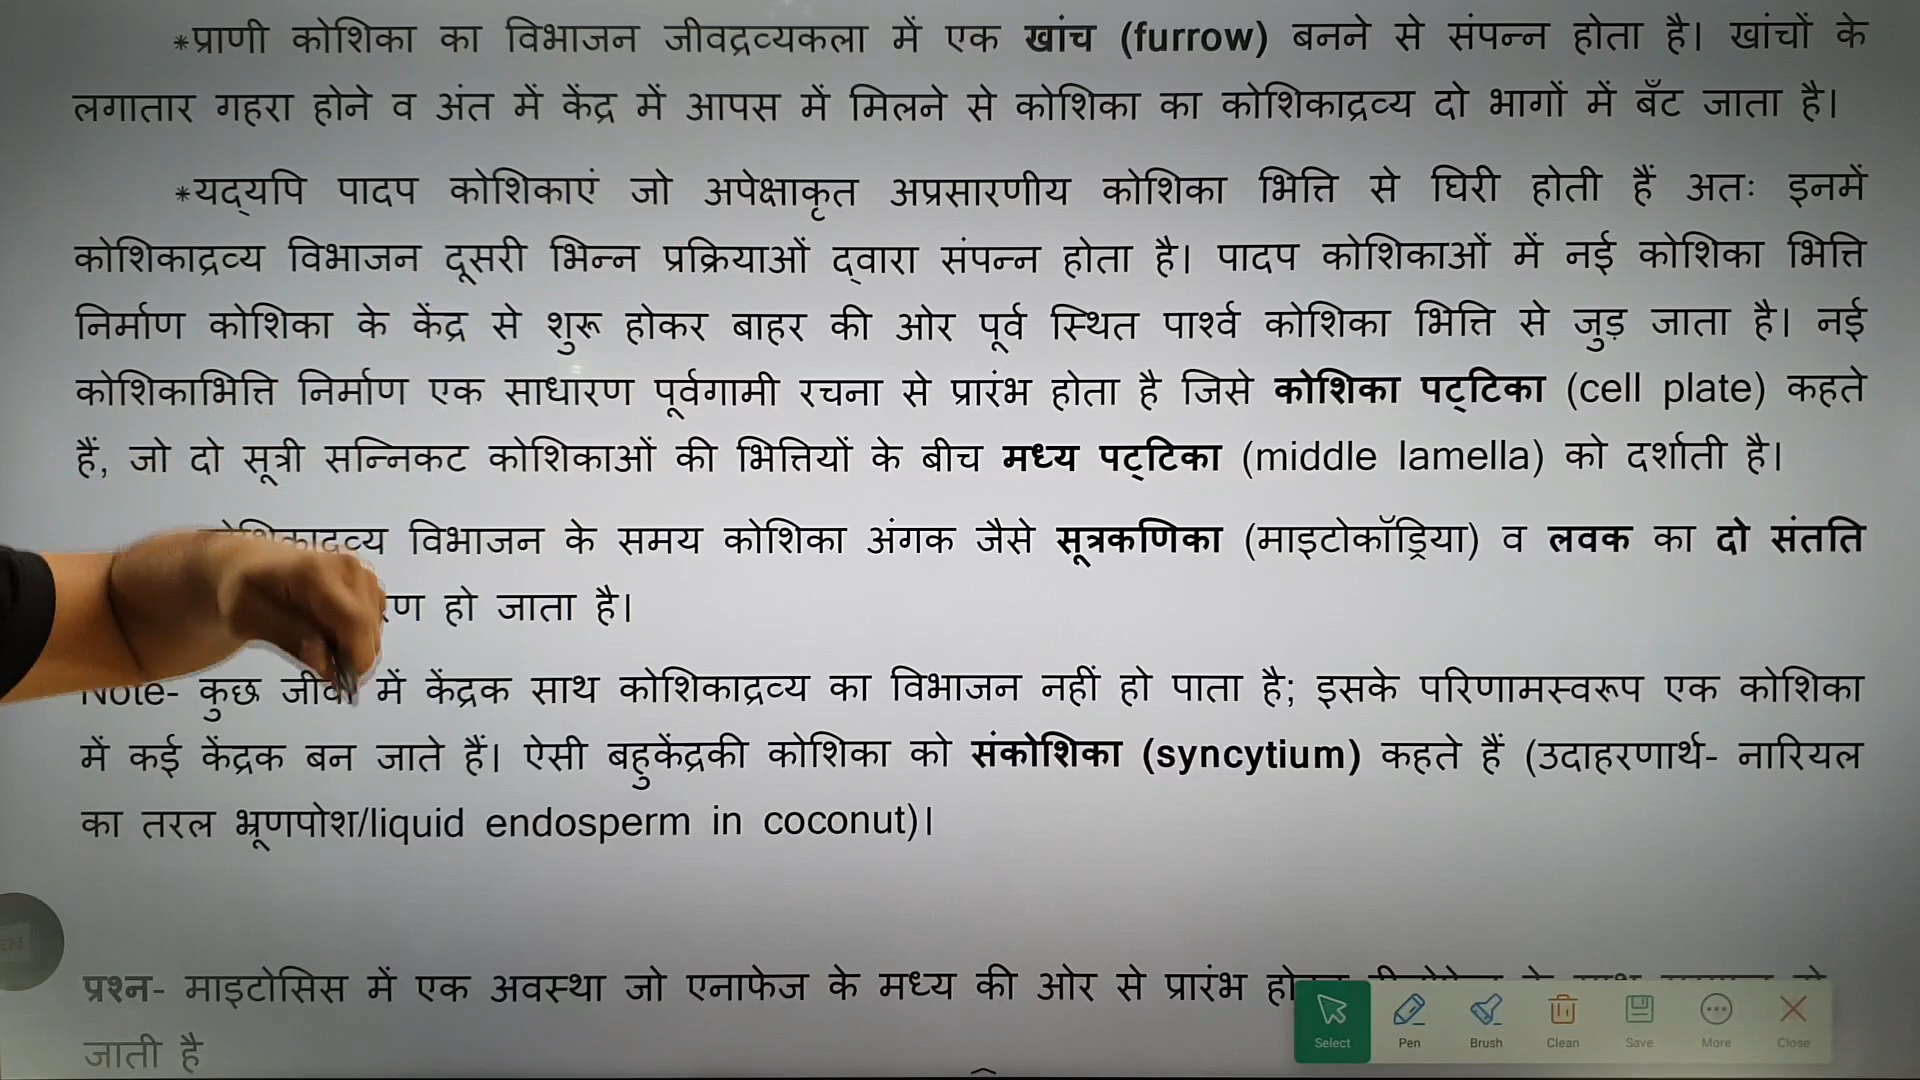 *प्राणी कोशिका का विभाजन जीवद्रव्यकला में एक खांच (furrow) बनने से संपन्न होता है। खांचों के
लगातार गहरा होने व अंत में केंद्र में आपस में मिलने से कोशिका का कोशिकाद्रव्य दो भागों में बँट जाता है।
*यद्यपि पादप कोशिकाएं जो अपेक्षाकृत अप्रसारणीय कोशिका भित्ति से घिरी होती हैं अतः इनमें
कोशिकाद्रव्य विभाजन दूसरी भिन्न प्रक्रियाओं द्वारा संपन्न होता है। पादप कोशिकाओं में नई कोशिका भित्ति
निर्माण कोशिका के केंद्र से शुरू होकर बाहर की ओर पूर्व स्थित पार्श्व कोशिका भित्ति से जुड़ जाता है। नई
कोशिकाभित्ति निर्माण एक साधारण पूर्वगामी रचना से प्रारंभ होता है जिसे कोशिका पट्टिका (cell plate) कहते
हैं, जो दो सूत्री सन्निकट कोशिकाओं की भित्तियों के बीच मध्य पट्टिका (middle lamella) को दर्शाती है।
विभाजन के समय कोशिका अंगक जैसे सूत्रकणिका (माइटोकॉड्रिया) व लवक का दो संतति
हो जाता है।
Note- कुछ जीवों में केंद्रक साथ कोशिकाद्रव्य का विभाजन नहीं हो पाता है; इसके परिणामस्वरूप एक कोशिका
में कई केंद्रक बन जाते हैं। ऐसी बहुकेंद्रकी कोशिका को संकोशिका (syncytium) कहते हैं (उदाहरणार्थ- नारियल
का तरल भ्रूणपोश/liquid endosperm in coconut)।
प्रश्न- माइटोसिस में एक अवस्था जो एनाफेज के मध्य की ओर से प्रारंभ
जाती है
Select Pen Brush Clean Save More Close